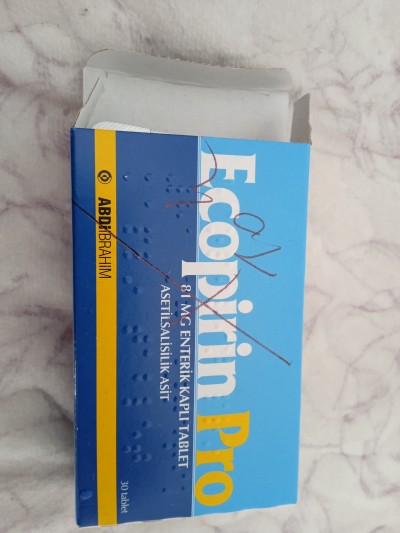 Ecopirin Pro
81 MG ENTERİK KAPLI TABLET
ASETİLSALİSİLİK ASİT
ABDİ İBRAHİM
30 tablet